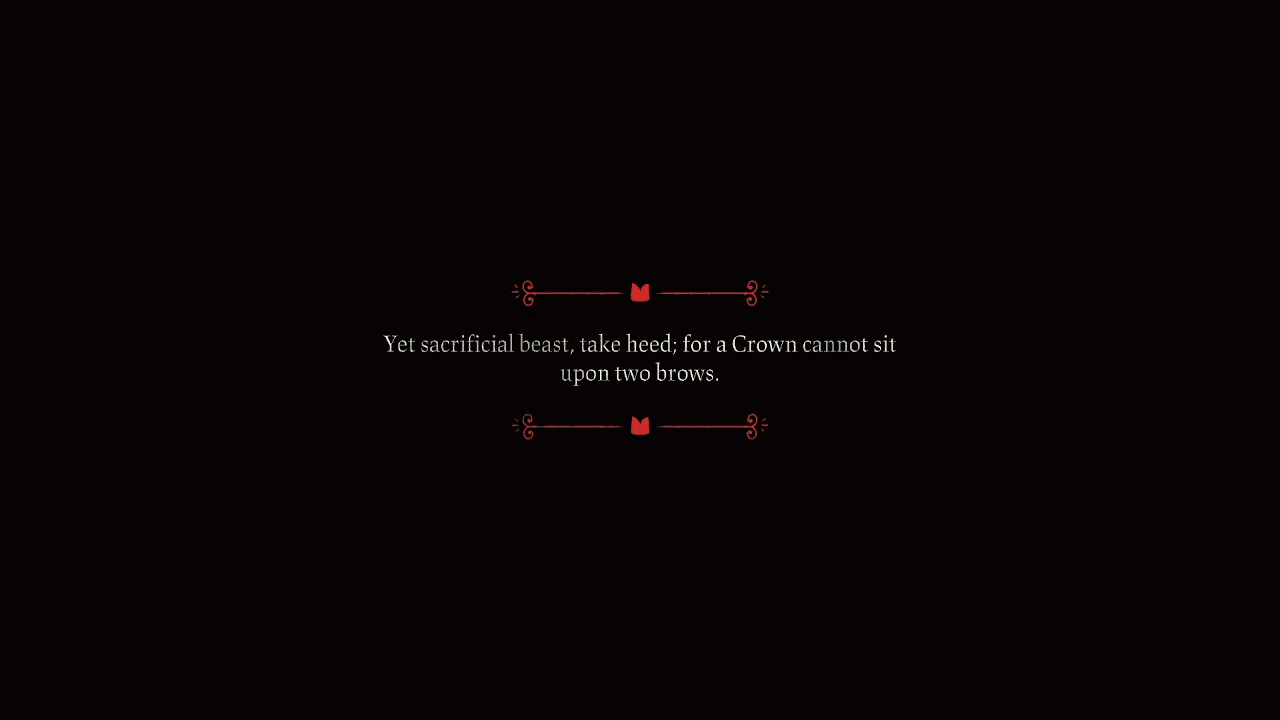 Yet sacrificial beast, take heed; for a Crown cannot sit
upon two brows.